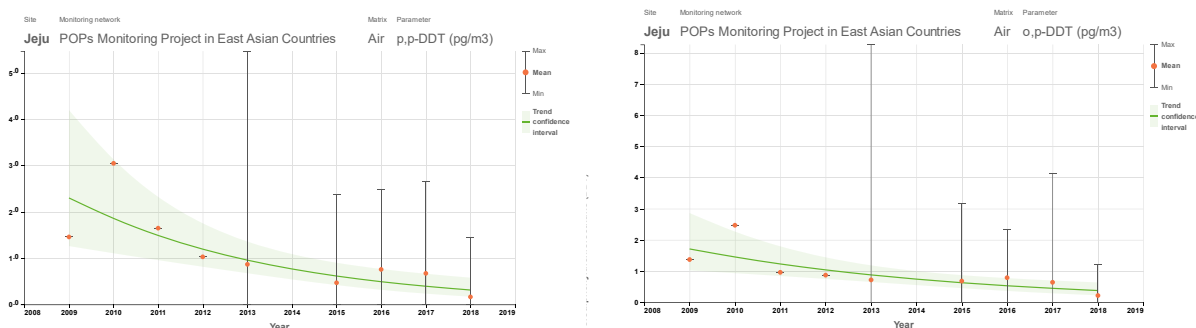 Site Monitoring network Matrix Parameter
Jeju POPs Monitoring Project in East Asian Countries Air p,p-DDT (pg/m3)
Max
Mean
Min
Trend
confidence
interval
5.0
4.0
3.0
2.0
1.0
0.0
2008 2009 2010 2011 2012 2013 2014 2015 2016 2017 2018 2019
Year
Site Monitoring network Matrix Parameter
Jeju POPs Monitoring Project in East Asian Countries Air o,p-DDT (pg/m3)
Max
Mean
Min
Trend
confidence
interval
8
7
6
5
4
3
2
1
0
2008 2009 2010 2011 2012 2013 2014 2015 2016 2017 2018 2019
Year